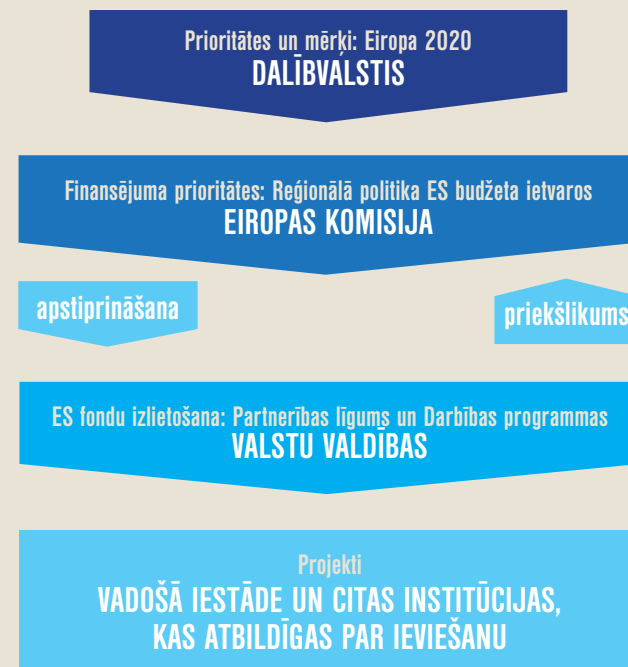 Prioritātes un mērķi: Eiropa 2020
DALĪBVALSTIS
Finansējuma prioritātes: Reģionālā politika ES budžeta ietvaros
EIROPAS KOMISIJA
apstiprināšana
priekšlikums
ES fondu izlietošana: Partnerības līgums un Darbības programmas
VALSTU VALDĪBAS
Projekti
VADOŠĀ IESTĀDE UN CITAS INSTITŪCIJAS,
KAS ATBILDĪGAS PAR IEVIEŠANU